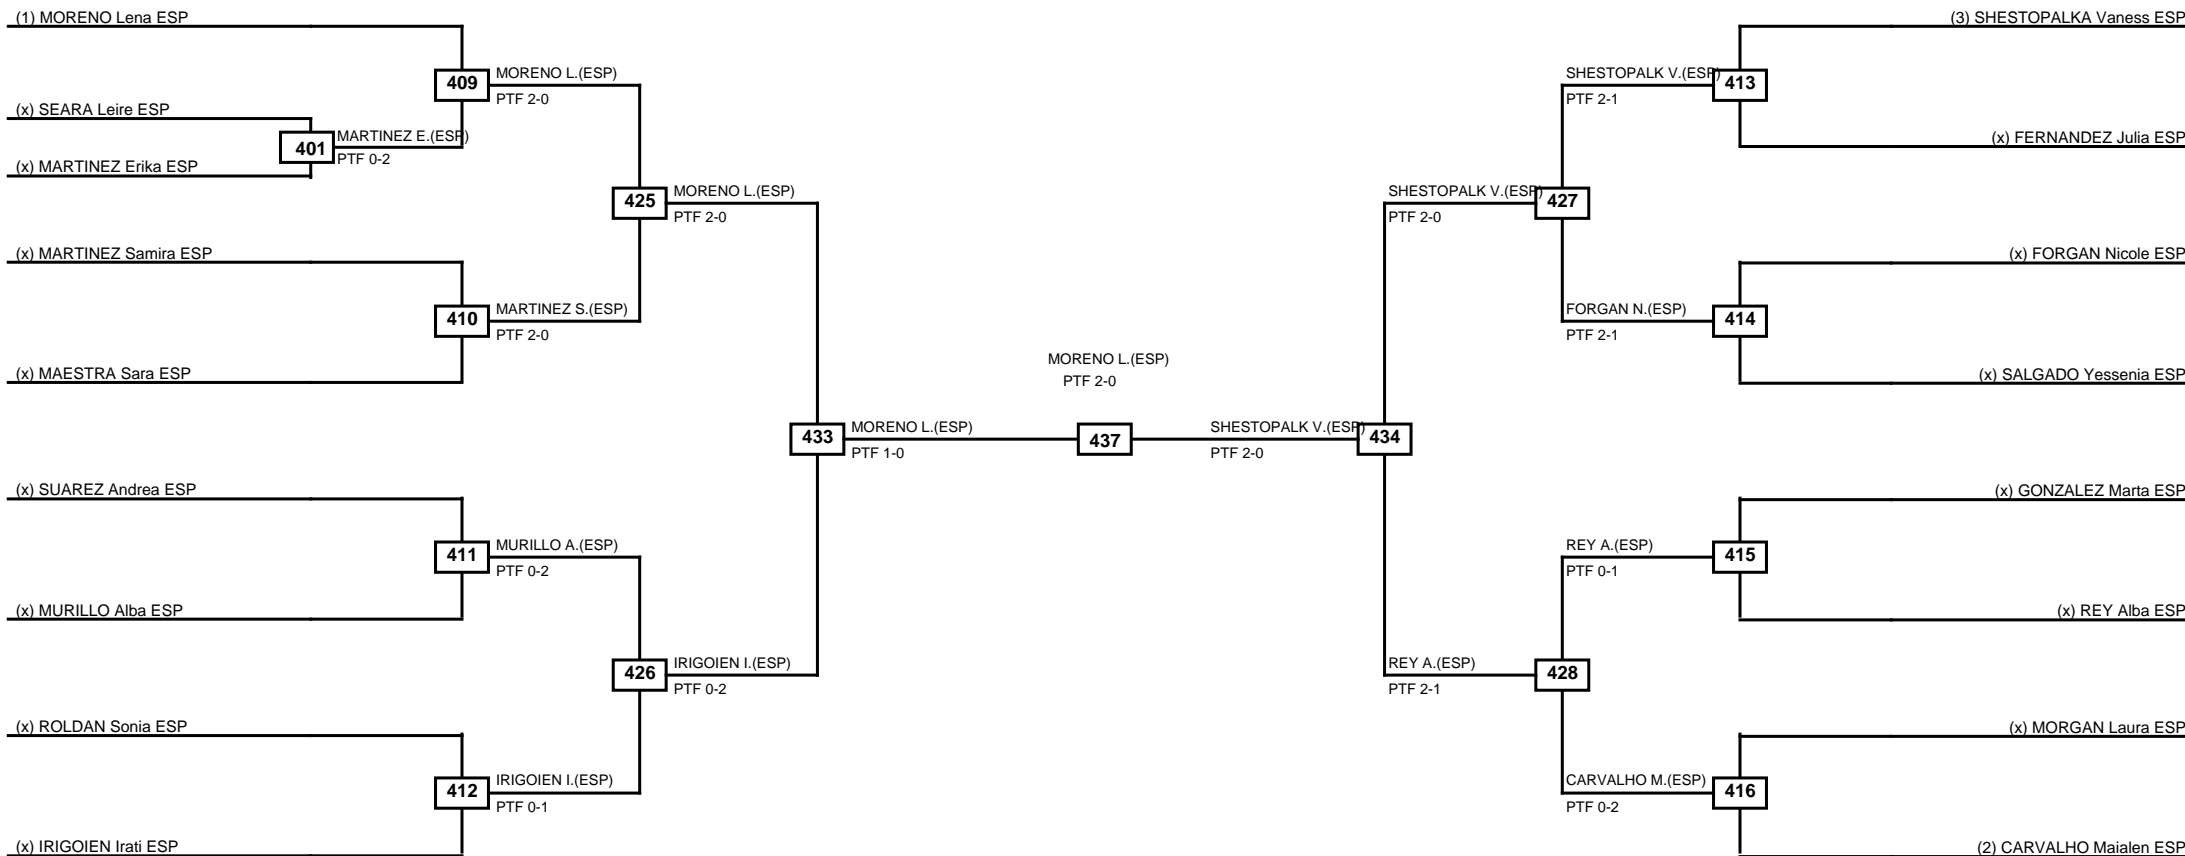 (1) MORENO Lena ESP
(3) SHESTOPALKA Vaness ESP
409
MORENO L.(ESP)
PTF 2-0
SHESTOPALK V.(ESP)
PTF 2-1
413
(x) SEARA Leire ESP
401
MARTINEZ E.(ESP)
PTF 0-2
(x) MARTINEZ Erika ESP
(x) FERNANDEZ Julia ESP
425
MORENO L.(ESP)
PTF 2-0
SHESTOPALK V.(ESP)
PTF 2-0
427
(x) MARTINEZ Samira ESP
(x) FORGAN Nicole ESP
410
MARTINEZ S.(ESP)
PTF 2-0
FORGAN N.(ESP)
PTF 2-1
414
(x) MAESTRA Sara ESP
MORENO L.(ESP)
PTF 2-0
(x) SALGADO Yessenia ESP
433
MORENO L.(ESP)
PTF 1-0
437
SHESTOPALK V.(ESP)
PTF 2-0
434
(x) SUAREZ Andrea ESP
(x) GONZALEZ Marta ESP
411
MURILLO A.(ESP)
PTF 0-2
REY A.(ESP)
PTF 0-1
415
(x) MURILLO Alba ESP
(x) REY Alba ESP
426
IRIGOIEN I.(ESP)
PTF 0-2
REY A.(ESP)
PTF 2-1
428
(x) ROLDAN Sonia ESP
(x) MORGAN Laura ESP
412
IRIGOIEN I.(ESP)
PTF 0-1
CARVALHO M.(ESP)
PTF 0-2
416
(x) IRIGOIEN Irati ESP
(2) CARVALHO Maialen ESP